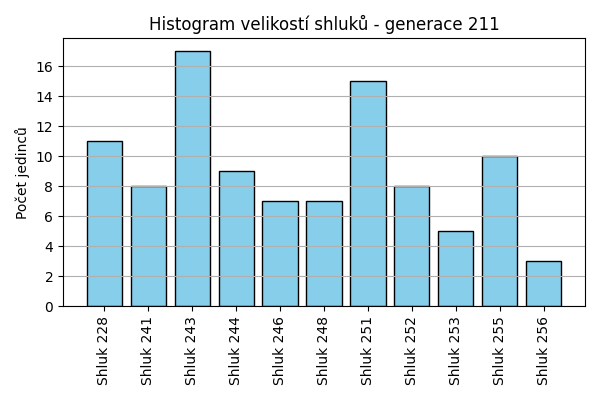 Histogram velikostí shluků - generace 211
Počet jedinců
16
14
12
10
8
6
4
2
0
Shluk 228
Shluk 241
Shluk 243
Shluk 244
Shluk 246
Shluk 248
Shluk 251
Shluk 252
Shluk 253
Shluk 255
Shluk 256